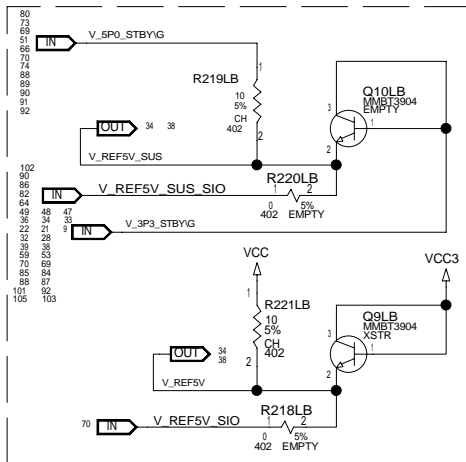 80
73
69
51
66
70
74
88
89
90
91
92
IN
V_5P0_STBY\G
1
R219LB
10
5%
CH
402
2
OUT
34 38
V_REF5V_SUS
Q10LB
MMBT3904
EMPTY
3
1
2
102
90
86
82
64
49 48 47
36 34 33
22 21 9
32 28
39 38
59 53
70 69
85 84
88 87
101 92
105 103
IN
V_REF5V_SUS_SIO
R220LB
1 2
0 5%
402 EMPTY
IN
V_3P3_STBY\G
VCC
1
R221LB
10
5%
CH
402
2
VCC3
Q9LB
MMBT3904
XSTR
3
1
2
OUT
34
38
V_REF5V
70
IN
V_REF5V_SIO
R218LB
1 2
0 5%
402 EMPTY